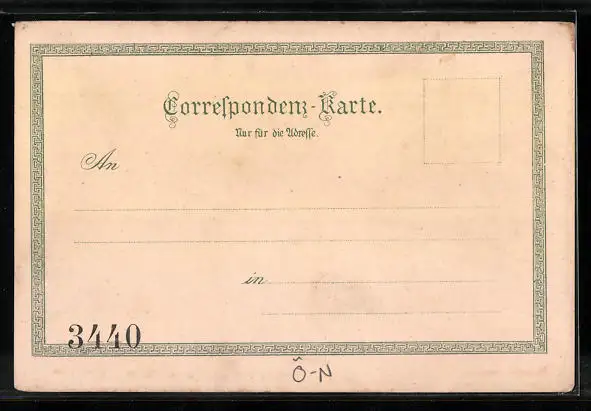 Correspondenz-Karte.
Nur für die Adresse.
An
in
3440
Ö-N